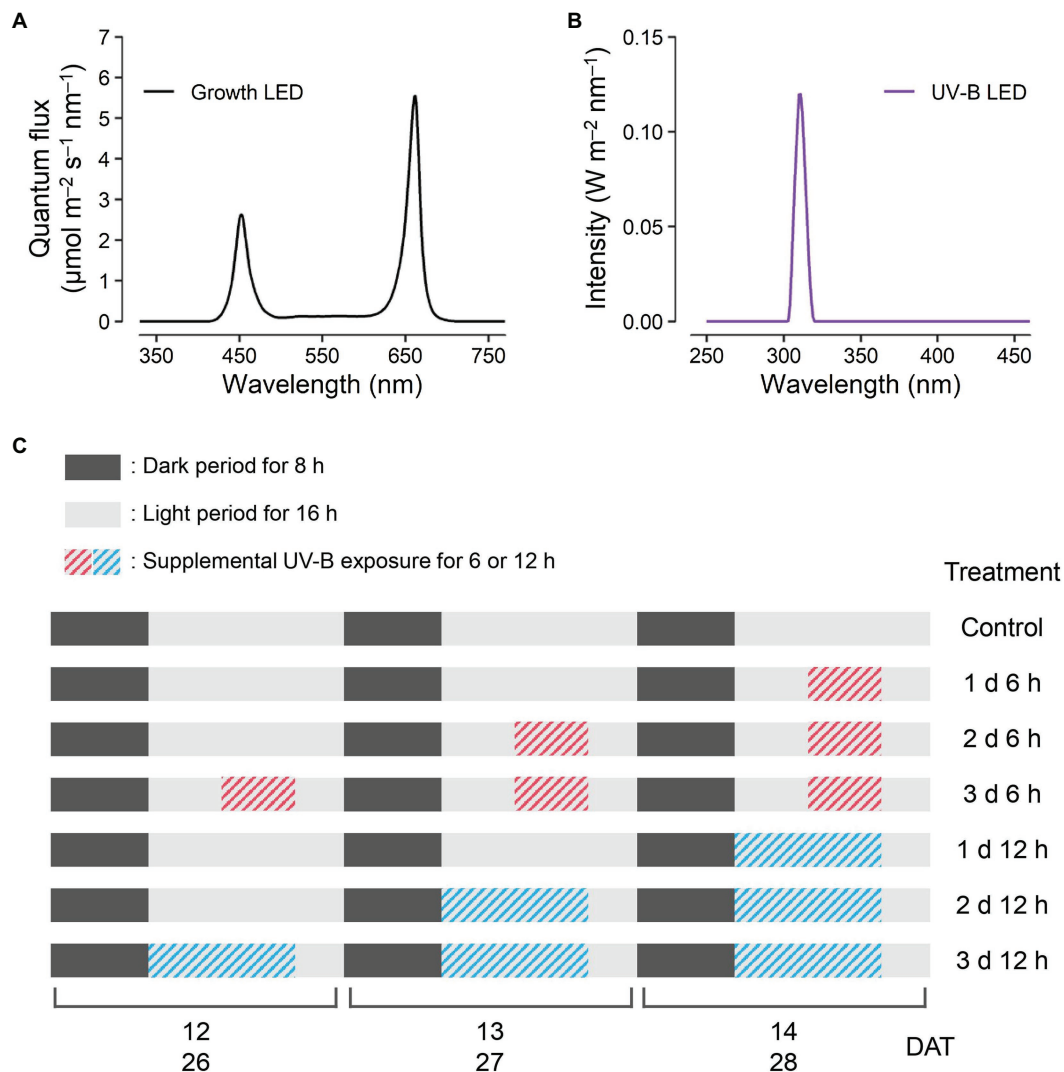 A
Quantum flux
(μmol m⁻² s⁻¹ nm⁻¹)
7
6
5
4
3
2
1
0
Growth LED
350 450 550 650 750
Wavelength (nm)
B
Intensity (W m⁻² nm⁻¹)
0.15
0.10
0.05
0.00
UV-B LED
250 300 350 400 450
Wavelength (nm)
C
: Dark period for 8 h
: Light period for 16 h
: Supplemental UV-B exposure for 6 or 12 h
Treatment
Control
1 d 6 h
2 d 6 h
3 d 6 h
1 d 12 h
2 d 12 h
3 d 12 h
12 13 14
26 27 28
DAT